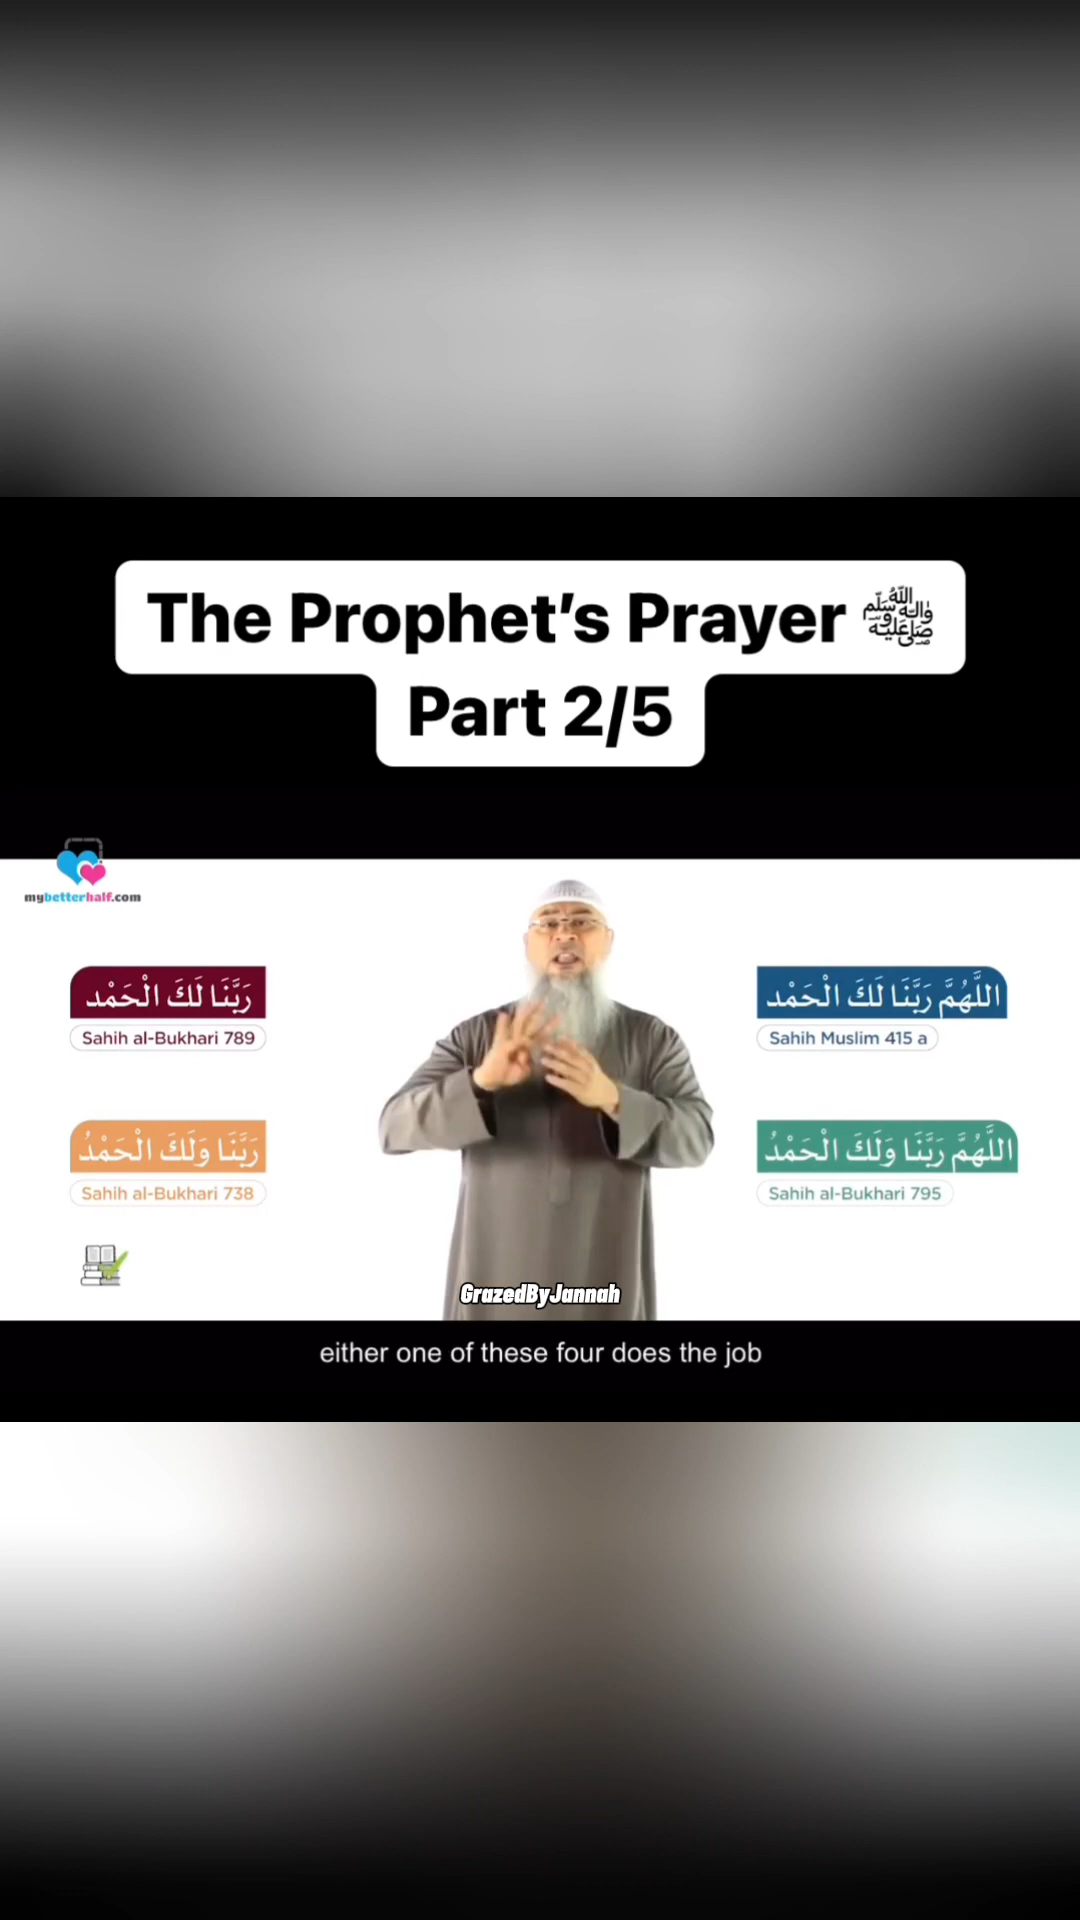 The Prophet’s Prayer ﷺ
Part 2/5
mybetterhalf.com
رَبَّنَا لَكَ الْحَمْد
Sahih al-Bukhari 789
اللَّهُمَّ رَبَّنَا لَكَ الْحَمْد
Sahih Muslim 415 a
رَبَّنَا وَلَكَ الْحَمْدُ
Sahih al-Bukhari 738
اللَّهُمَّ رَبَّنَا وَلَكَ الْحَمْدُ
Sahih al-Bukhari 795
GrazedByJannah
either one of these four does the job